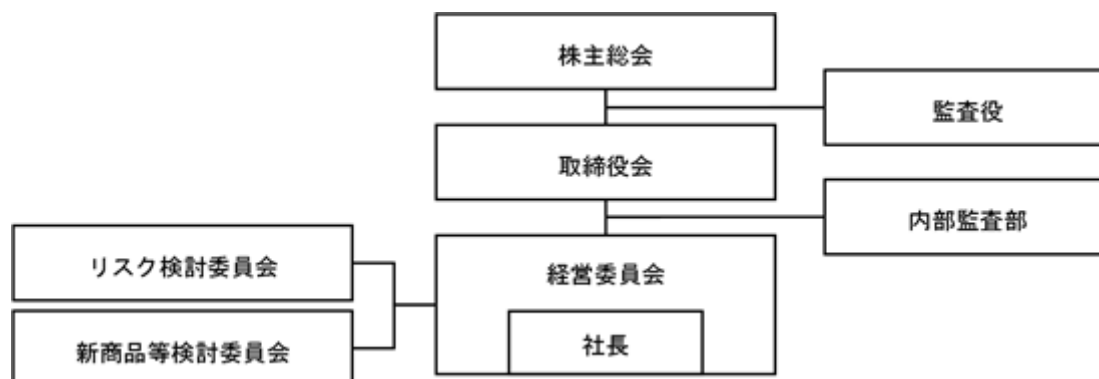 株主総会
監査役
取締役会
内部監査部
リスク検討委員会
経営委員会
新商品等検討委員会
社長